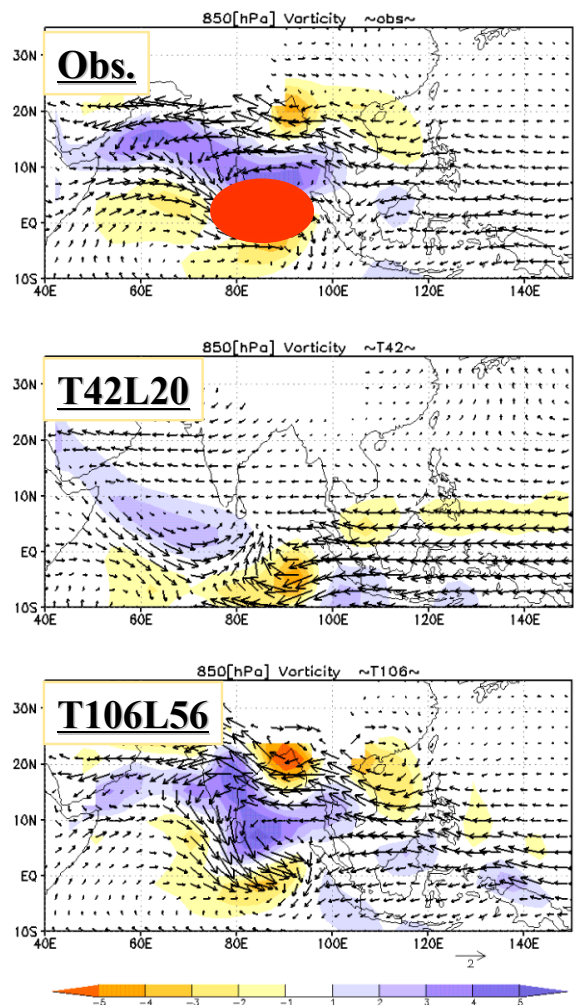 850[hPa] Vorticity ~obs~
Obs.
30N
20N
10N
EQ
10S
40E 60E 80E 100E 120E 140E
850[hPa] Vorticity ~T42~
T42L20
30N
20N
10N
EQ
10S
40E 60E 80E 100E 120E 140E
850[hPa] Vorticity ~T106~
T106L56
30N
20N
10N
EQ
10S
40E 60E 80E 100E 120E 140E
2
-5 -4 -3 -2 -1 1 2 3 4 5